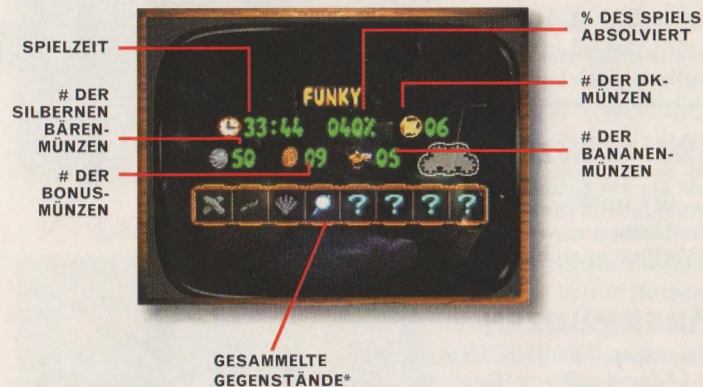 % DES SPIELS
ABSOLVIERT
SPIELZEIT
# DER
SILBERNEN
BÄREN-
MÜNZEN
# DER
BONUS-
MÜNZEN
FUNKY
33:44 040% 06
50 09 05
? ? ? ?
# DER DK-
MÜNZEN
# DER
BANANEN-
MÜNZEN
GESAMMELTE
GEGENSTÄNDE*